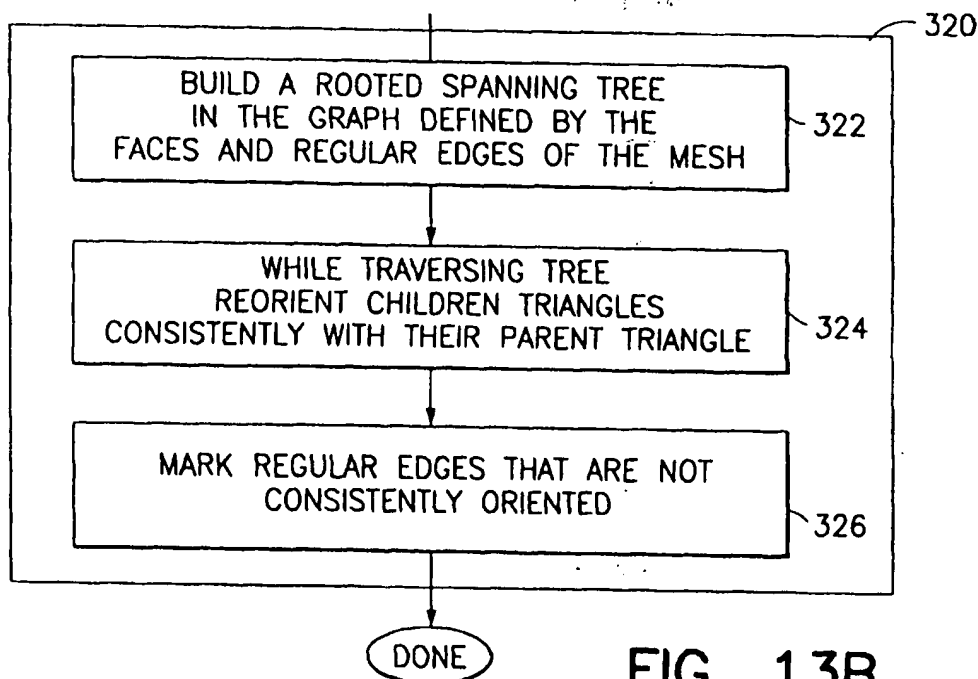 320
BUILD A ROOTED SPANNING TREE
IN THE GRAPH DEFINED BY THE
FACES AND REGULAR EDGES OF THE MESH
322
WHILE TRAVERSING TREE
REORIENT CHILDREN TRIANGLES
CONSISTENTLY WITH THEIR PARENT TRIANGLE
324
MARK REGULAR EDGES THAT ARE NOT
CONSISTENTLY ORIENTED
326
DONE
FIG. 13B